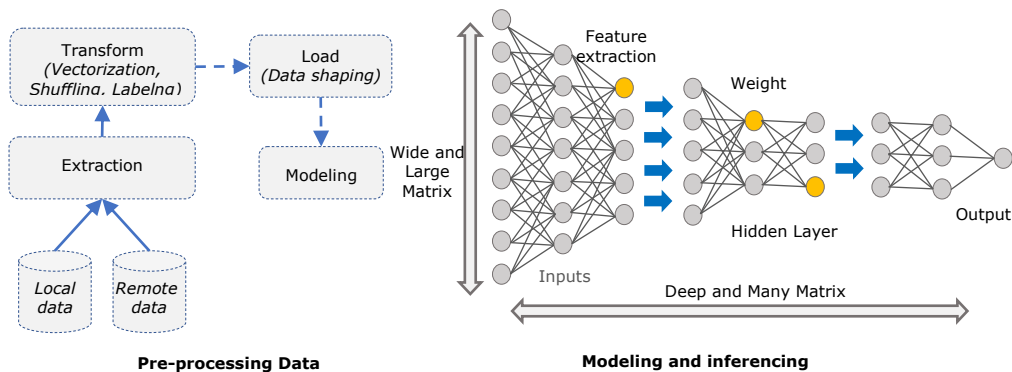 Transform
(Vectorization,
Shuffling, Labelng)
Load
(Data shaping)
Extraction
Modeling
Local
data
Remote
data
Pre-processing Data
Feature
extraction
Weight
Wide and
Large
Matrix
Hidden Layer
Output
Inputs
Deep and Many Matrix
Modeling and inferencing